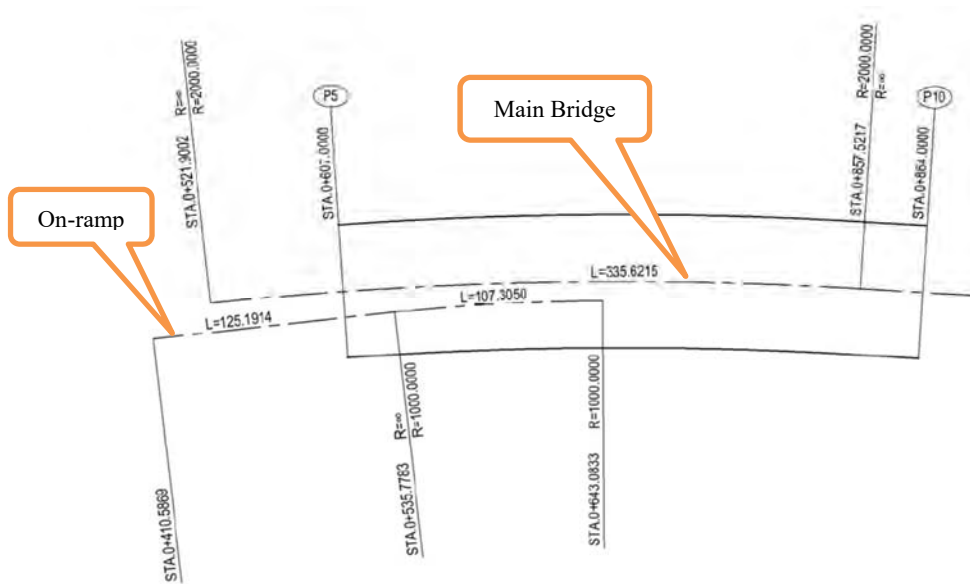 R=∞
R=2000.0000
STA.0+521.9002
P5
STA.0+607.0000
Main Bridge
R=2000.0000
R=∞
STA.0+857.5217
P10
STA.0+864.0000
On-ramp
L=335.6215
L=107.3050
L=125.1914
STA.0+410.5869
R=∞
R=1000.0000
STA.0+535.7783
R=1000.0000
STA.0+643.0833